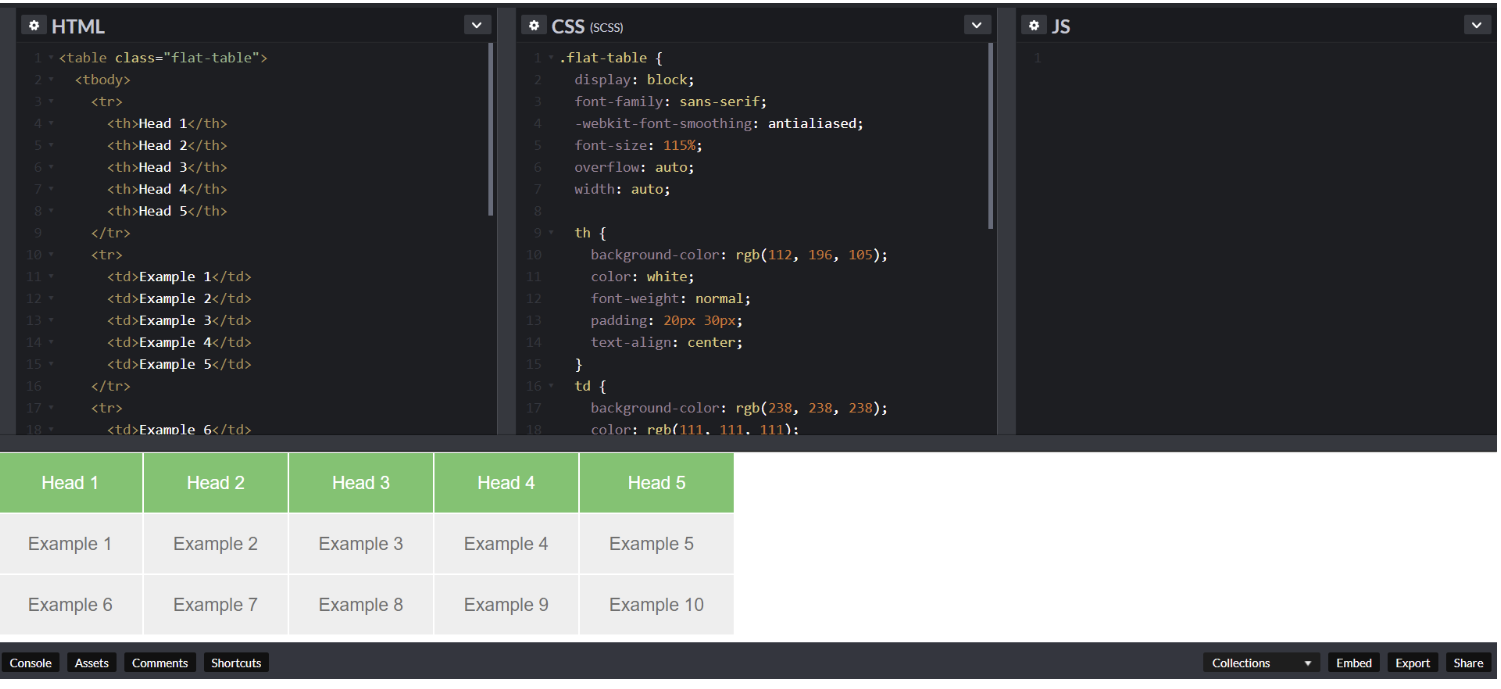 HTML
1 <table class="flat-table">
2 <tbody>
3 <tr>
4 <th>Head 1</th>
5 <th>Head 2</th>
6 <th>Head 3</th>
7 <th>Head 4</th>
8 <th>Head 5</th>
9 </tr>
10 <tr>
11 <td>Example 1</td>
12 <td>Example 2</td>
13 <td>Example 3</td>
14 <td>Example 4</td>
15 <td>Example 5</td>
16 </tr>
17 <tr>
18 <td>Example 6</td>
CSS (SCSS)
1 .flat-table {
2 display: block;
3 font-family: sans-serif;
4 -webkit-font-smoothing: antialiased;
5 font-size: 115%;
6 overflow: auto;
7 width: auto;
8
9 th {
10 background-color: rgb(112, 196, 105);
11 color: white;
12 font-weight: normal;
13 padding: 20px 30px;
14 text-align: center;
15 }
16 td {
17 background-color: rgb(238, 238, 238);
18 color: rgb(111, 111, 111);
JS
1
Head 1 Head 2 Head 3 Head 4 Head 5
Example 1 Example 2 Example 3 Example 4 Example 5
Example 6 Example 7 Example 8 Example 9 Example 10
Console Assets Comments Shortcuts Collections Embed Export Share